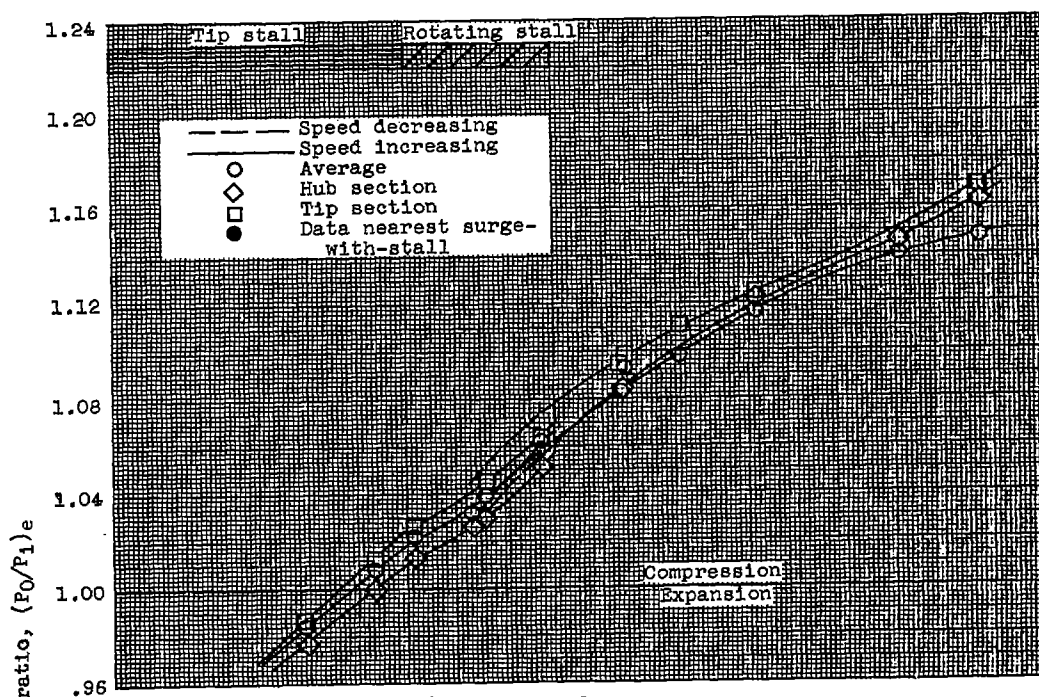 1.24
Tip stall
Rotating stall
1.20
Speed decreasing
Speed increasing
Average
Hub section
Tip section
Data nearest surge-
with-stall
1.16
1.12
1.08
1.04
1.00
Compression
Expansion
.96
ratio, (P0/P1)e